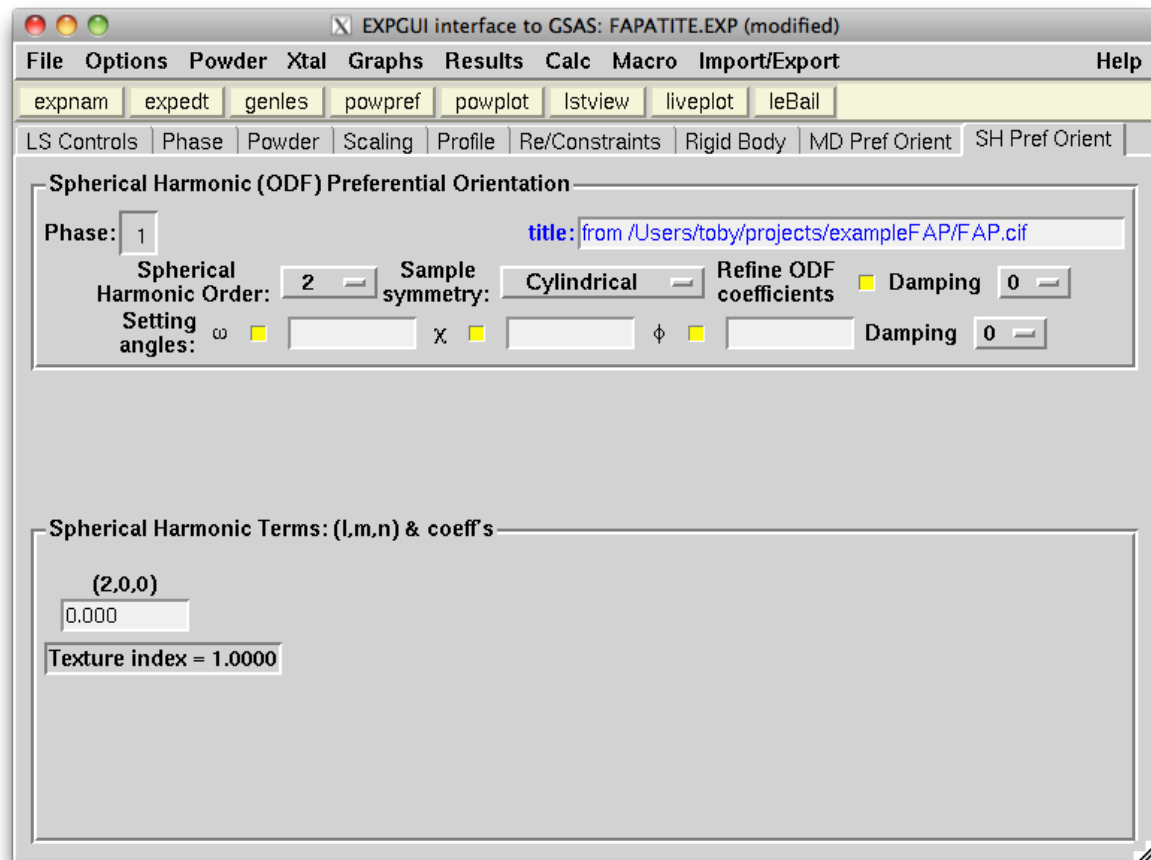 X EXPGUI interface to GSAS: FAPATITE.EXP (modified)
File Options Powder Xtal Graphs Results Calc Macro Import/Export Help
expnam expedt genles powpref powplot lstview liveplot leBail
LS Controls Phase Powder Scaling Profile Re/Constraints Rigid Body MD Pref Orient SH Pref Orient
Spherical Harmonic (ODF) Preferential Orientation
Phase: 1 title: from /Users/toby/projects/exampleFAP/FAP.cif
Spherical Harmonic Order: 2 Sample symmetry: Cylindrical Refine ODF coefficients Damping 0
Setting angles: ω χ ϕ Damping 0
Spherical Harmonic Terms: (l,m,n) & coeff's
(2,0,0)
0.000
Texture index = 1.0000